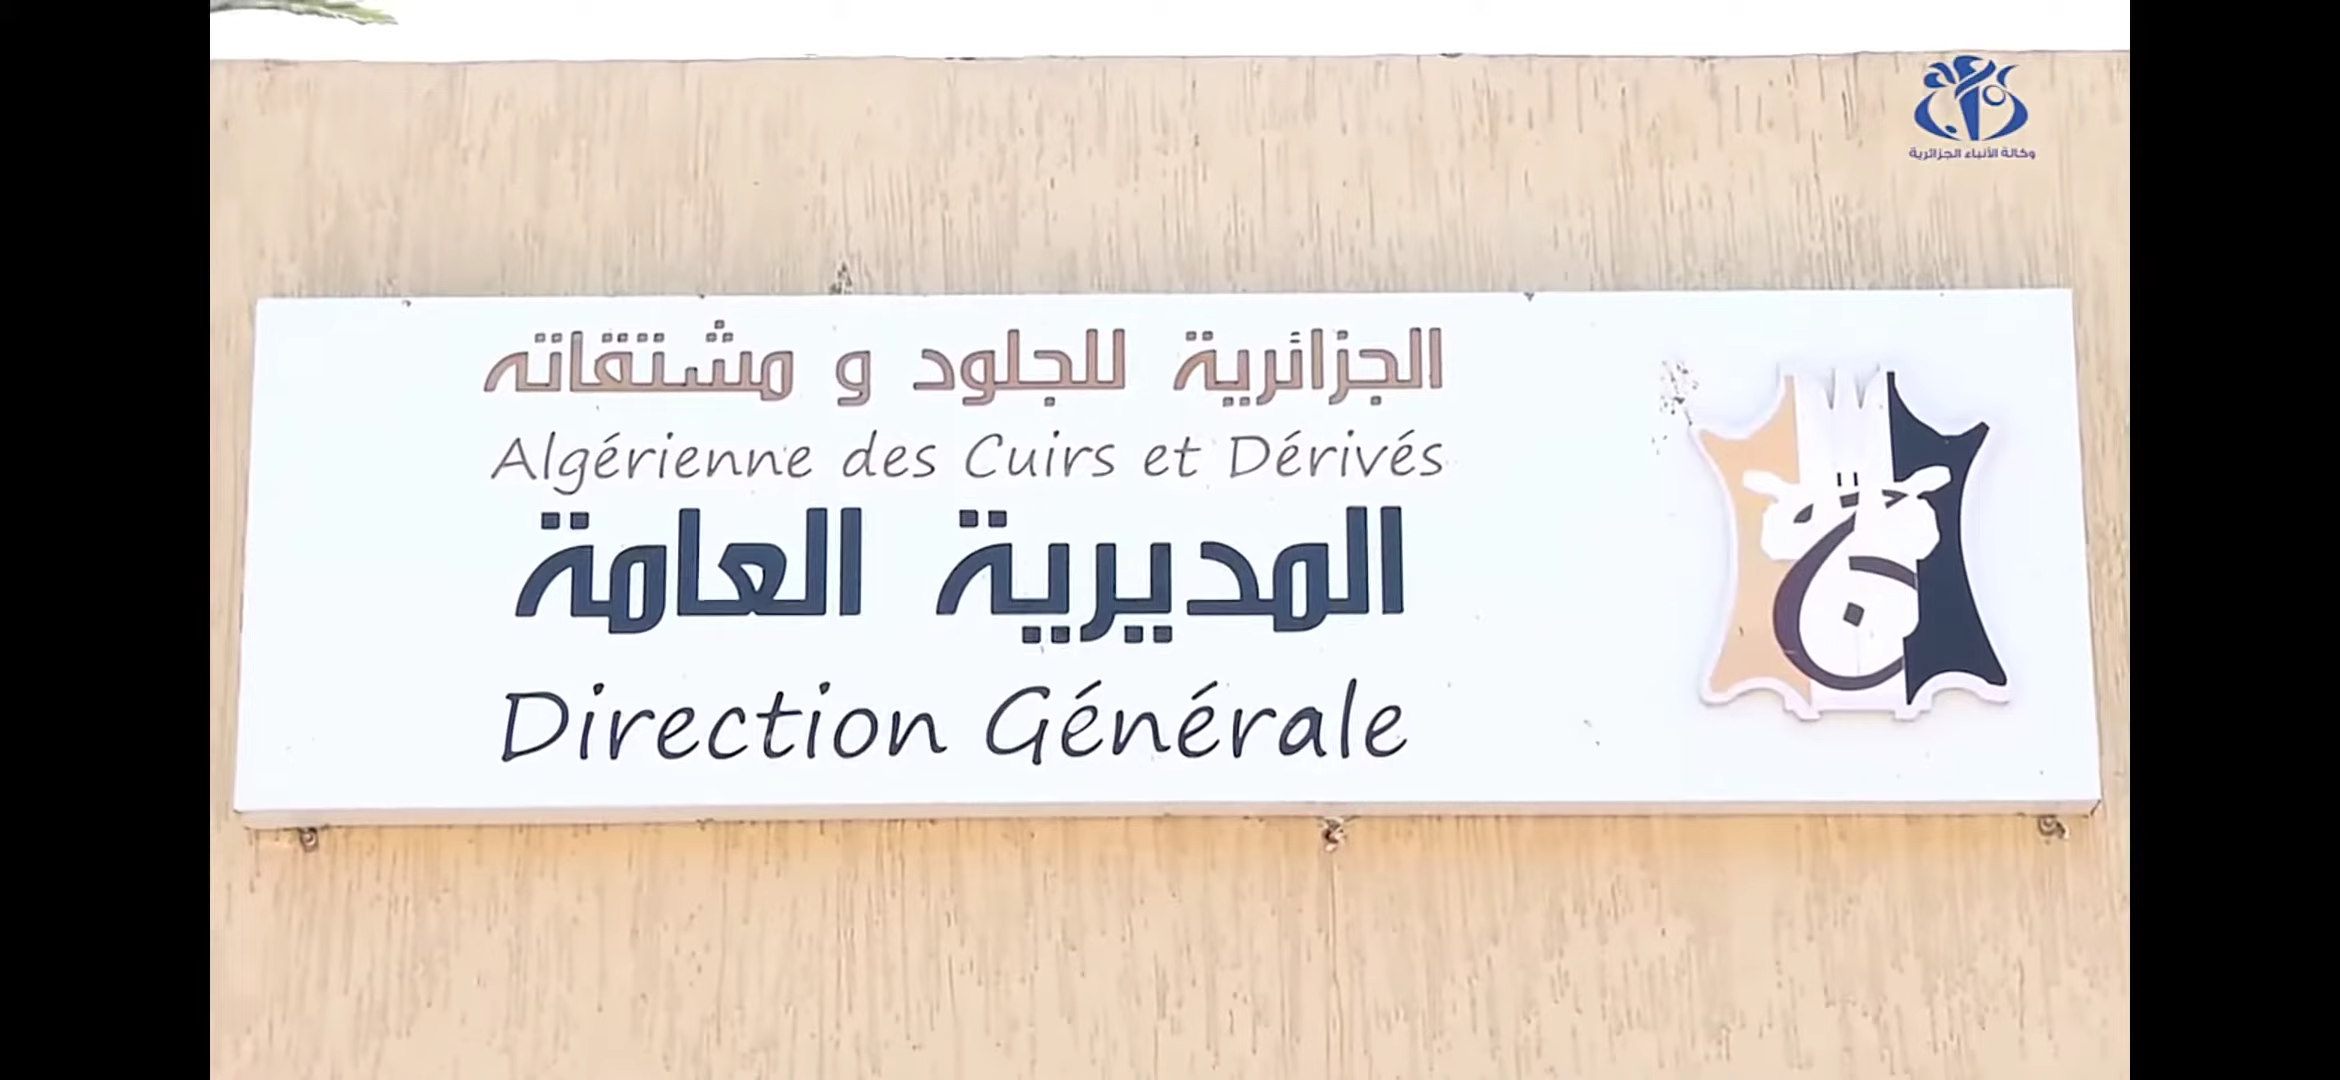 وكالة الأنباء الجزائرية
الجزائرية للجلود و مشتقاته
Algérienne des Cuirs et Dérivés
المديرية العامة
Direction Générale